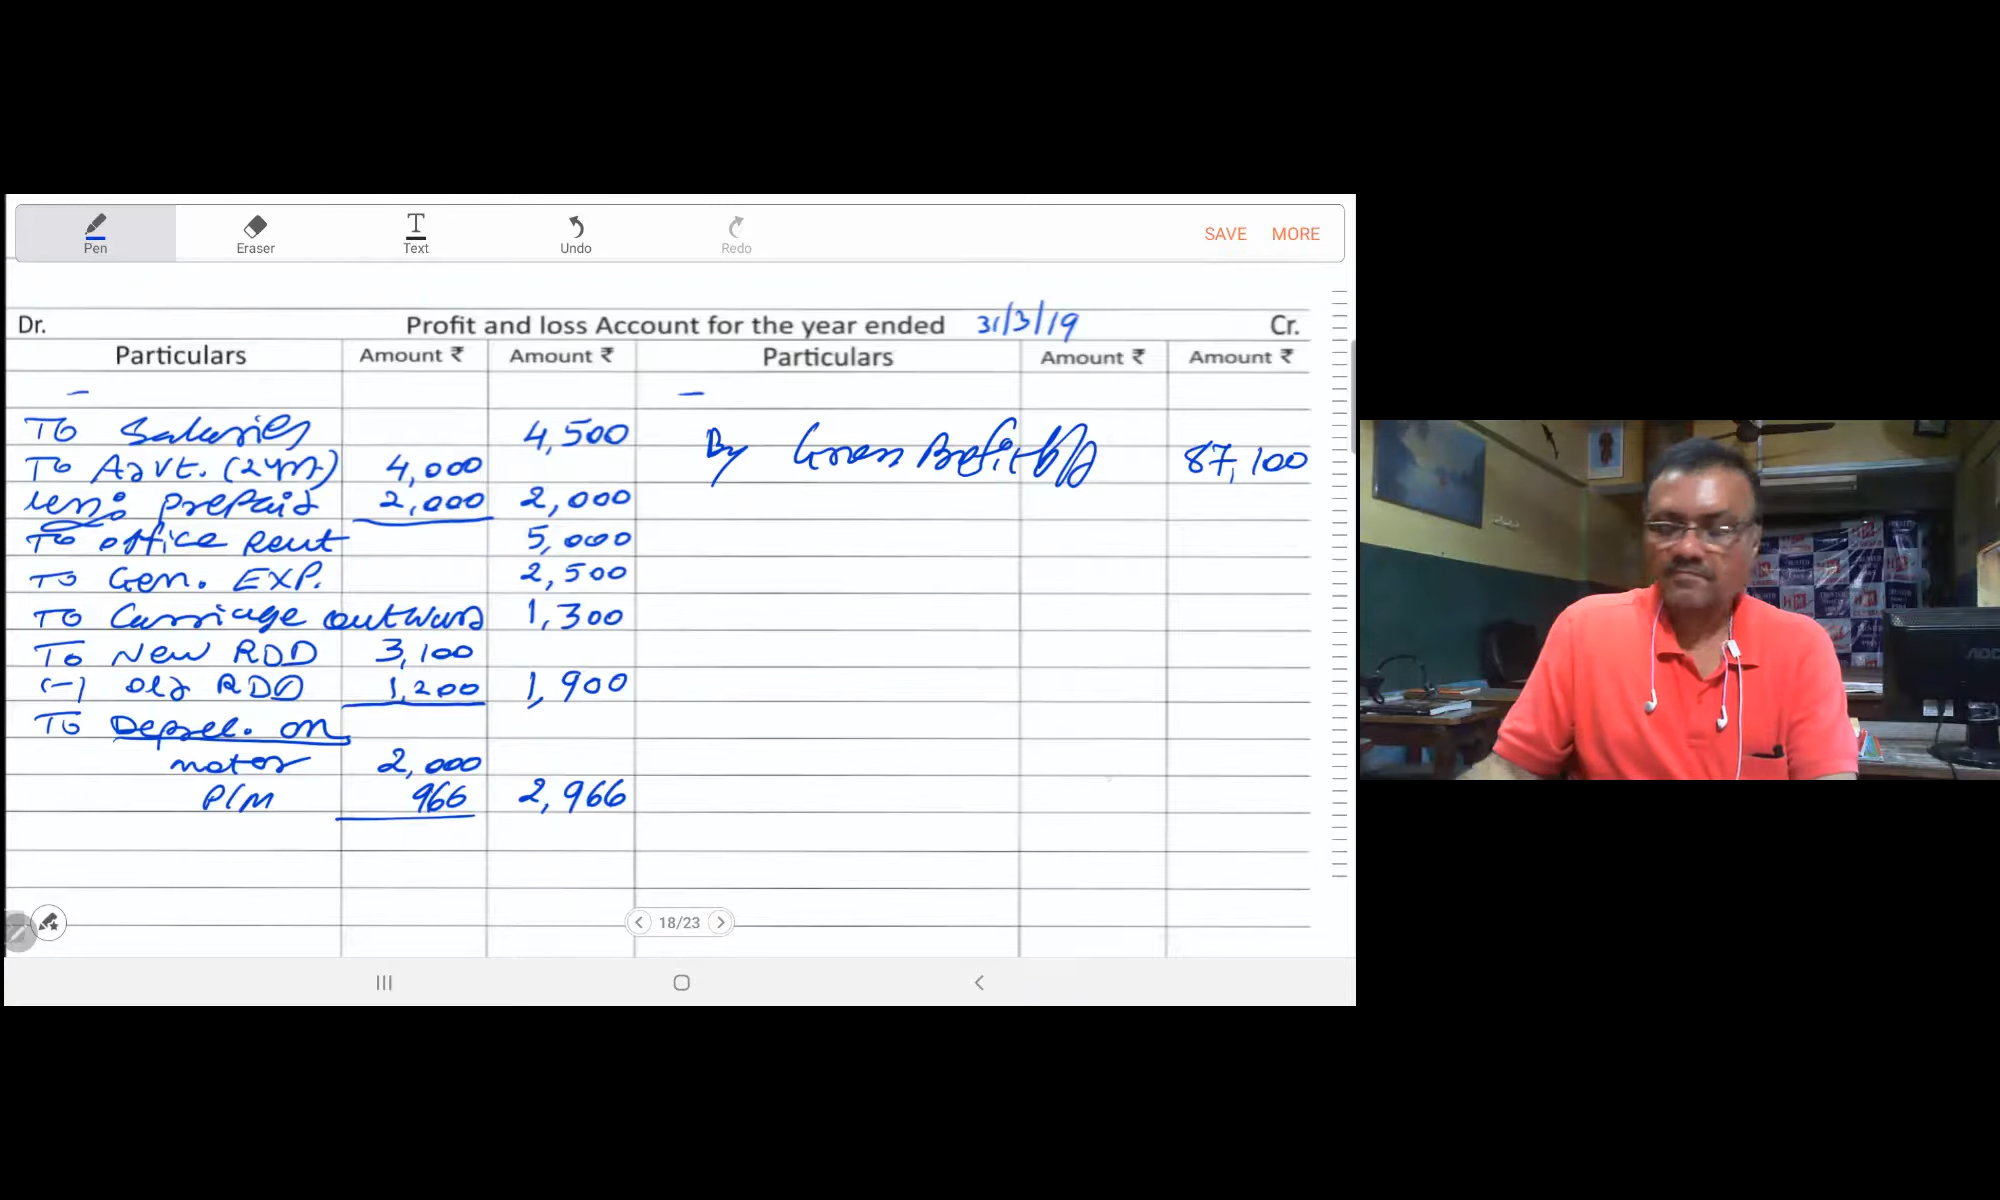 Pen Eraser Text Undo Redo SAVE MORE
Dr. Profit and loss Account for the year ended 31/3/19 Cr.
Particulars Amount ₹ Amount ₹ Particulars Amount ₹ Amount ₹
To Salaries 4,500 By Gross Profit b/d 87,100
To Advt. (2yrs) 4,000
less: prepaid 2,000 2,000
To office Rent 5,000
To Gen. EXP. 2,500
To Carriage outward 1,300
To New RDD 3,100
(-) old RDD 1,200 1,900
To Depre. on
motor 2,000
P/M 966 2,966
18/23